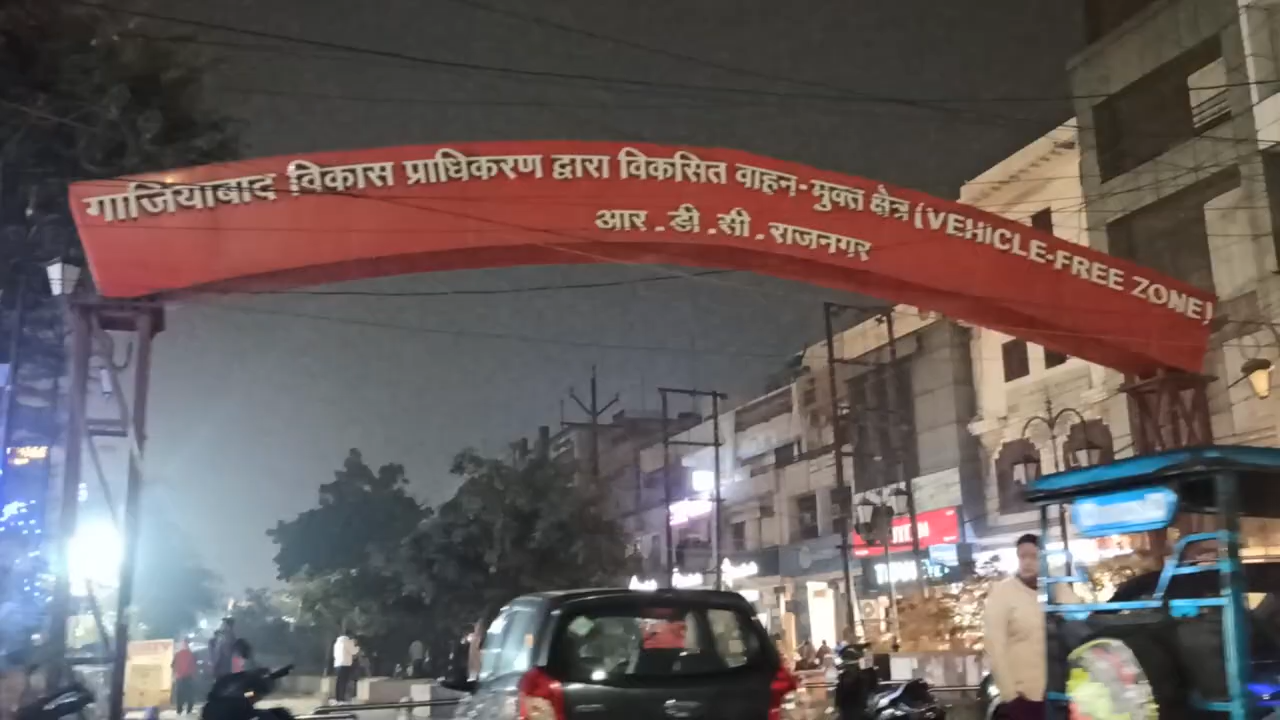 गाजियाबाद विकास प्राधिकरण द्वारा विकसित वाहन-मुक्त क्षैत्र (VEHICLE-FREE ZONE)
आर.डी.सी.राजनगर